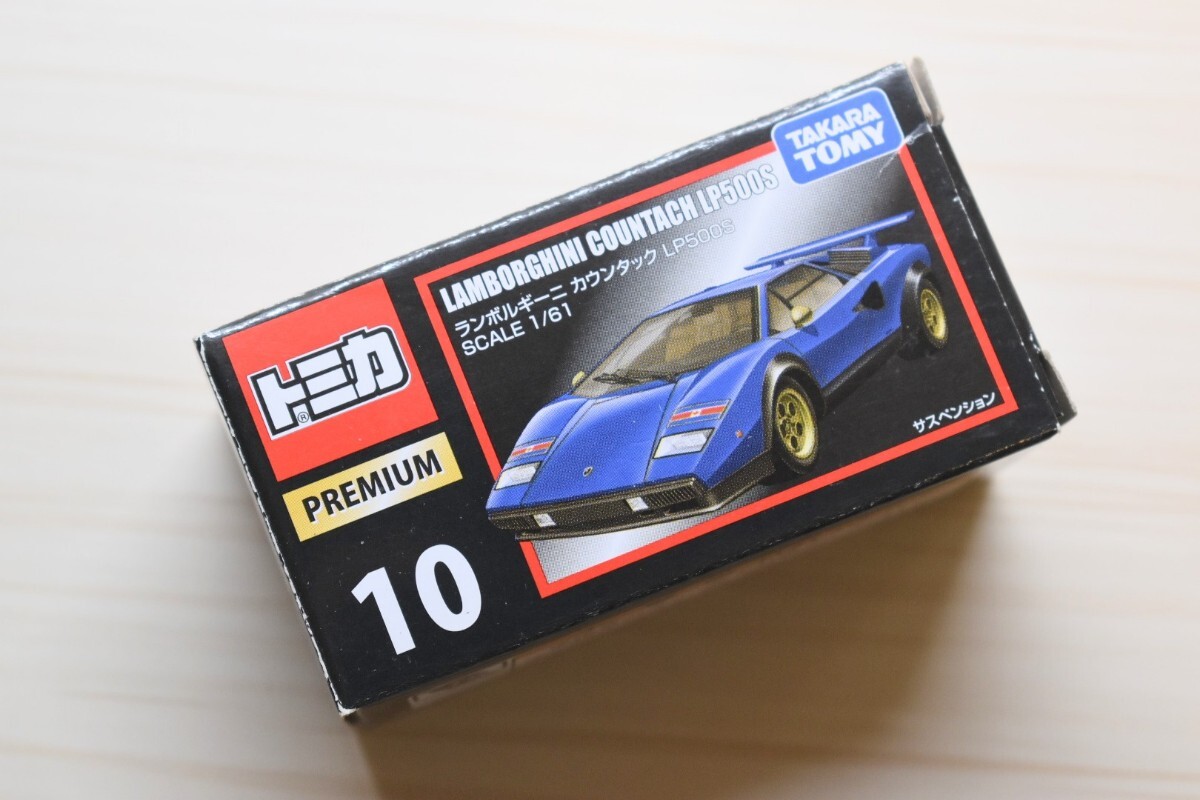 TAKARA
TOMY
LAMBORGHINI COUNTACH LP500S
ランボルギーニ カウンタック LP500S
SCALE 1/61
トミカ®
PREMIUM
10
サスペンション